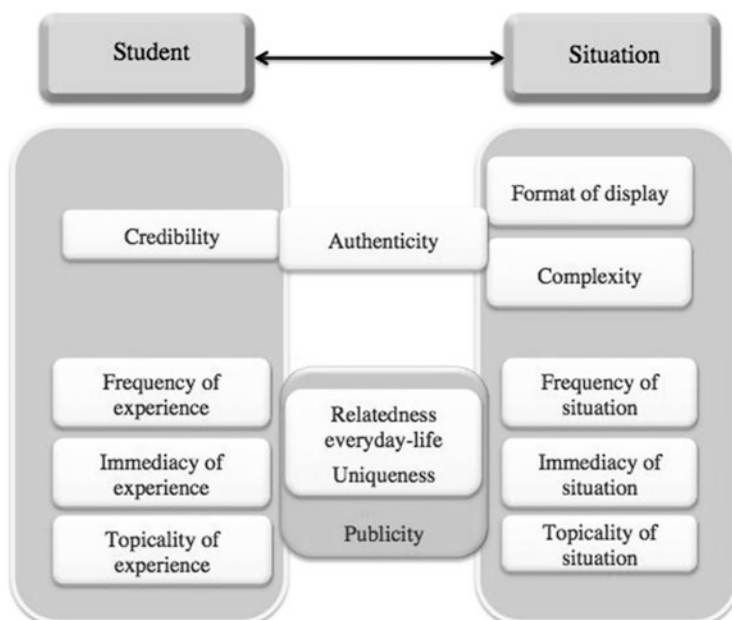 Student
Situation
Format of display
Credibility
Authenticity
Complexity
Frequency of
experience
Relatedness
everyday-life
Uniqueness
Frequency of
situation
Immediacy of
experience
Immediacy of
situation
Topicality of
experience
Publicity
Topicality of
situation